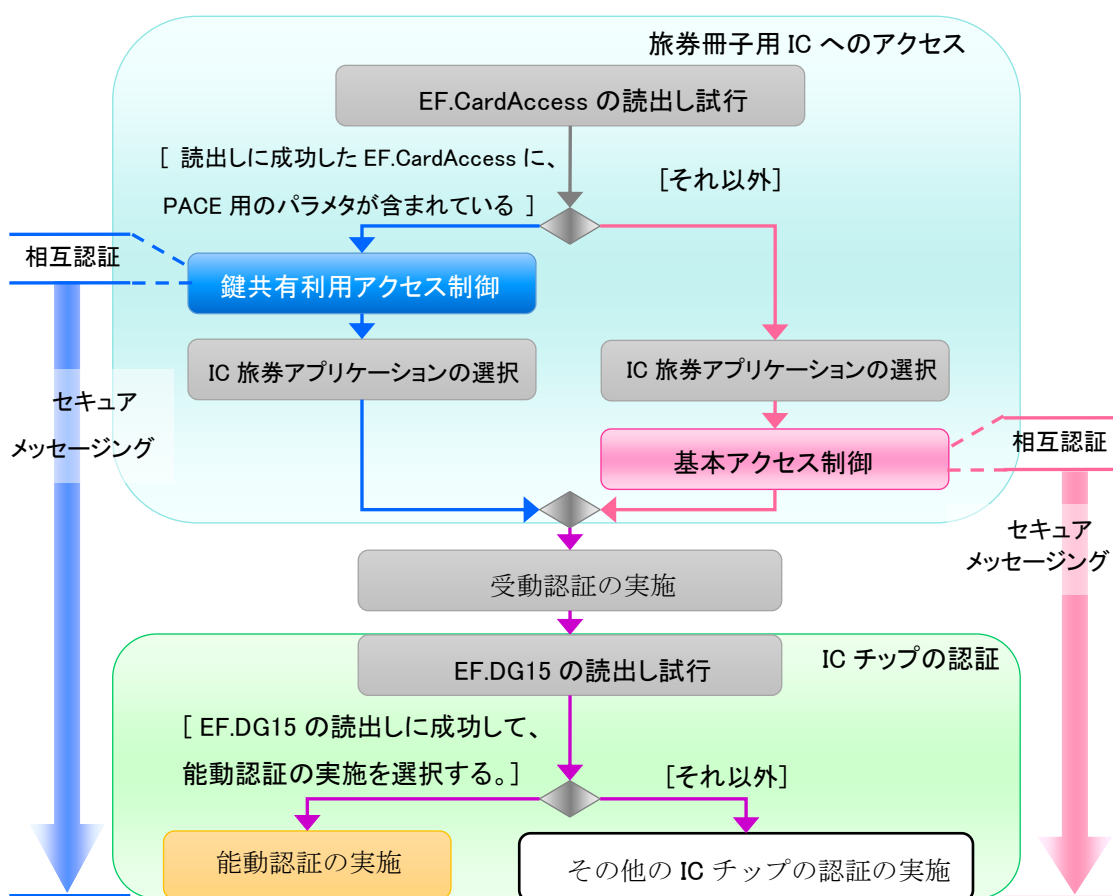 旅券冊子用 IC へのアクセス
EF.CardAccess の読出し試行
[ 読出しに成功した EF.CardAccess に、
PACE 用のパラメタが含まれている ]
[それ以外]
相互認証
鍵共有利用アクセス制御
IC 旅券アプリケーションの選択
IC 旅券アプリケーションの選択
セキュア
メッセージング
基本アクセス制御
相互認証
セキュア
メッセージング
受動認証の実施
EF.DG15 の読出し試行
IC チップの認証
[ EF.DG15 の読出しに成功して、
能動認証の実施を選択する。]
[それ以外]
能動認証の実施
その他の IC チップの認証の実施